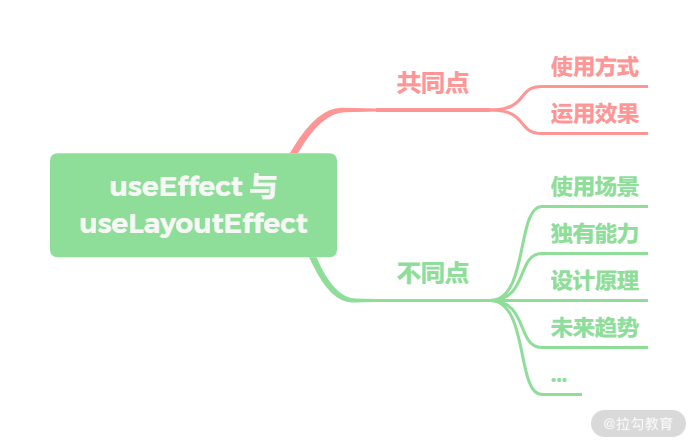 useEffect 与
useLayoutEffect
共同点
使用方式
运用效果
不同点
使用场景
独有能力
设计原理
未来趋势
...
@拉勾教育